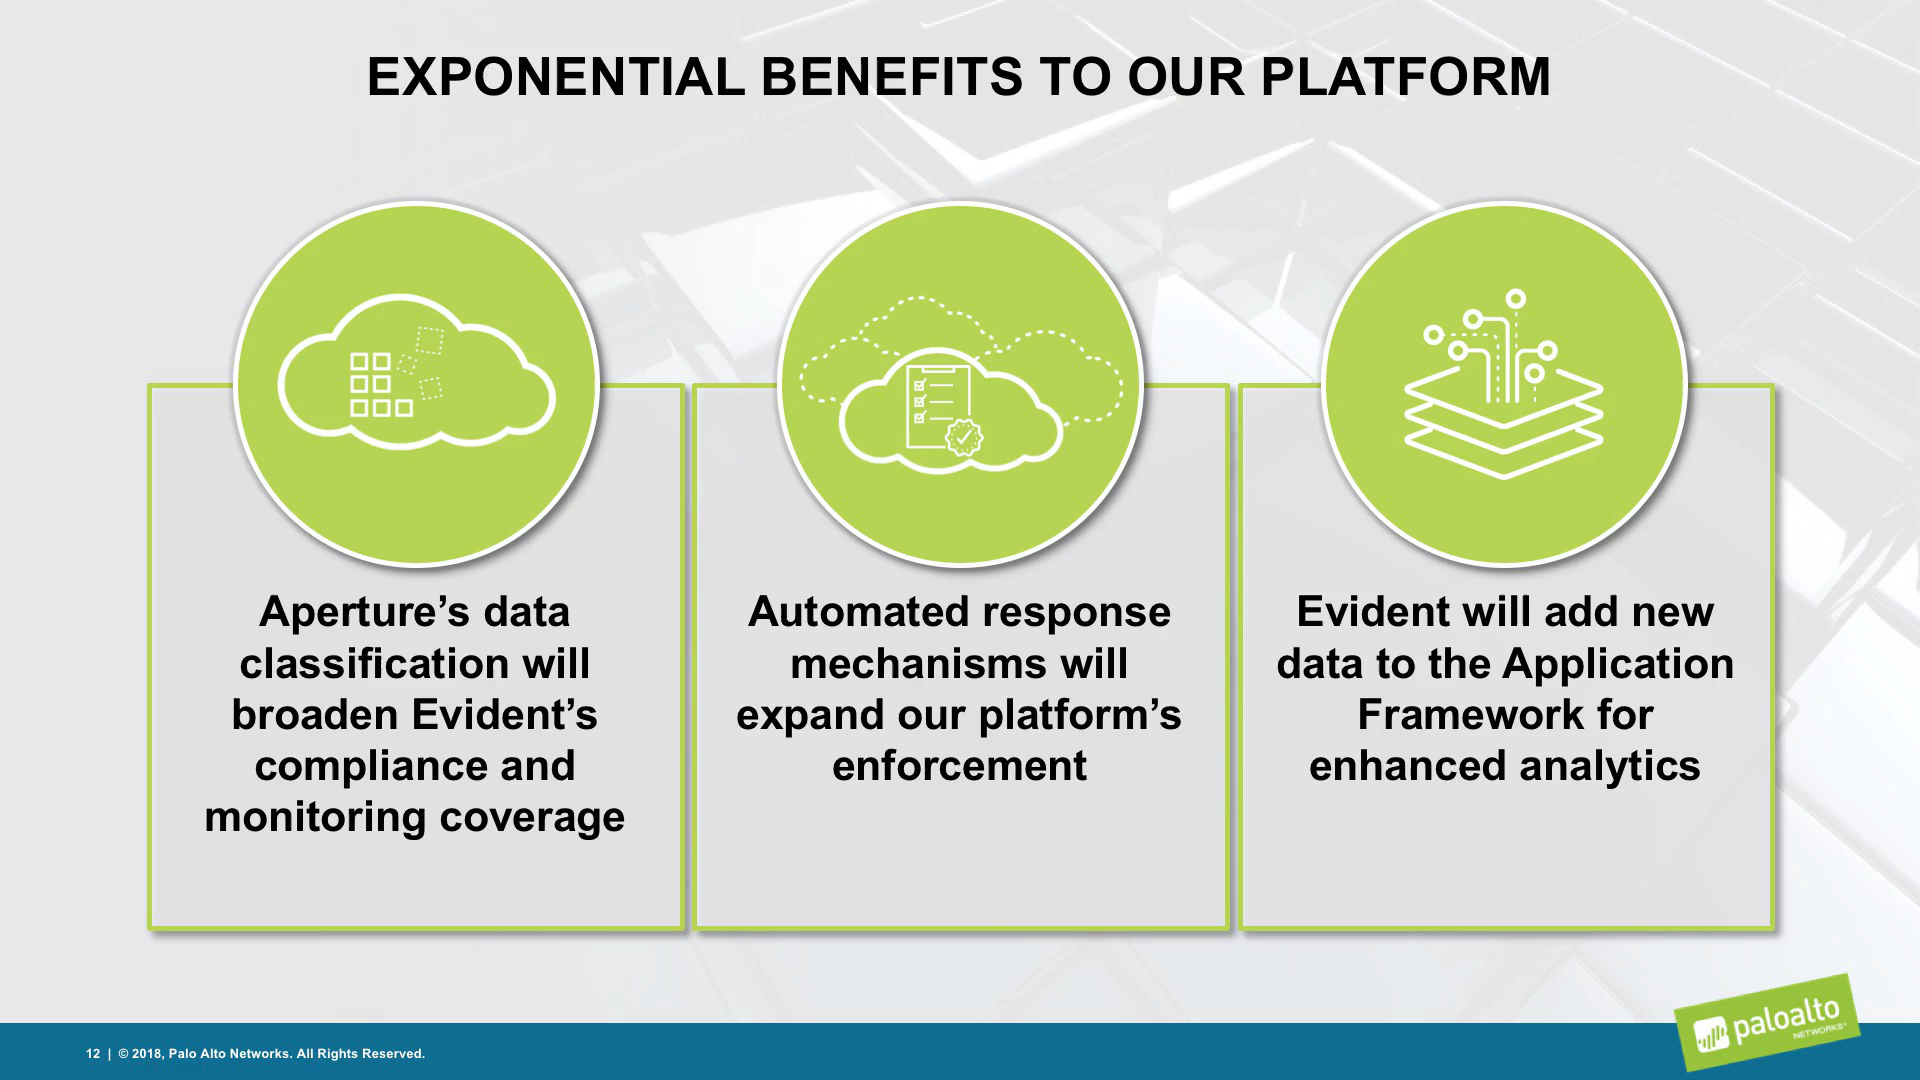 EXPONENTIAL BENEFITS TO OUR PLATFORM
Aperture’s data
classification will
broaden Evident’s
compliance and
monitoring coverage
Automated response
mechanisms will
expand our platform’s
enforcement
Evident will add new
data to the Application
Framework for
enhanced analytics
12 | © 2018, Palo Alto Networks. All Rights Reserved.
paloalto
NETWORKS®